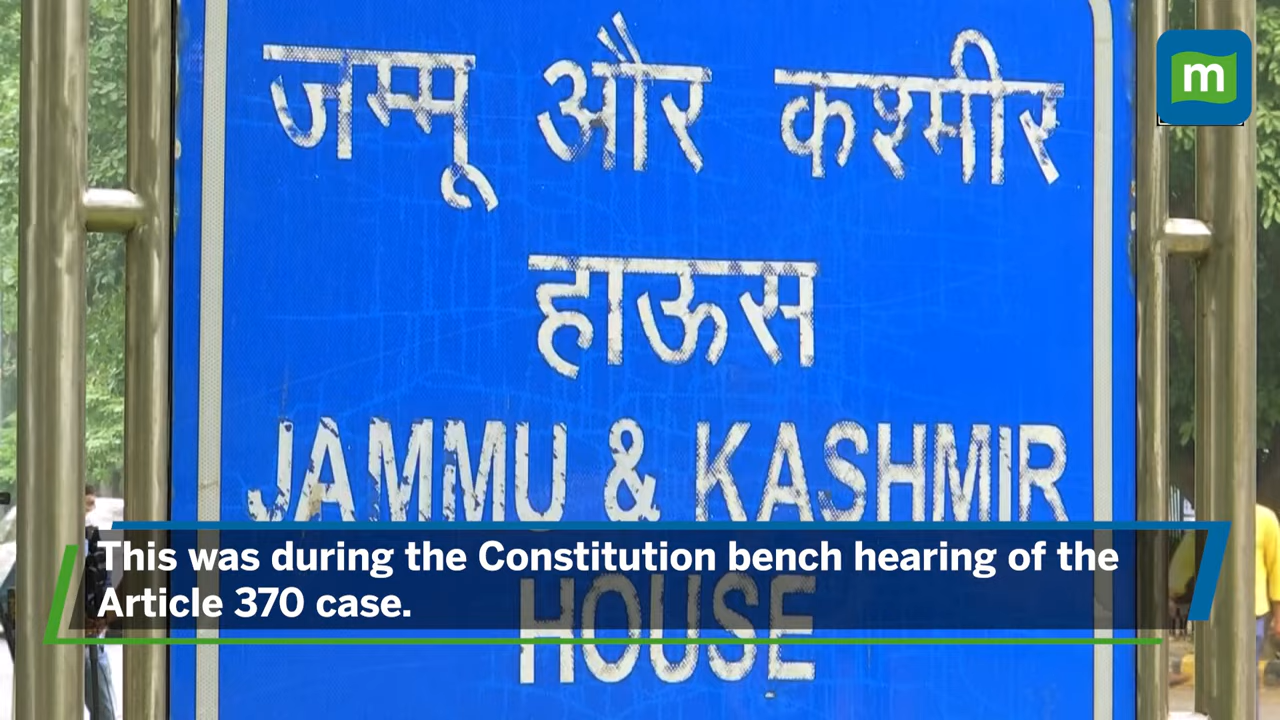 m
जम्मू और कश्मीर
हाऊस
JAMMU & KASHMIR
This was during the Constitution bench hearing of the
Article 370 case.
HOUSE